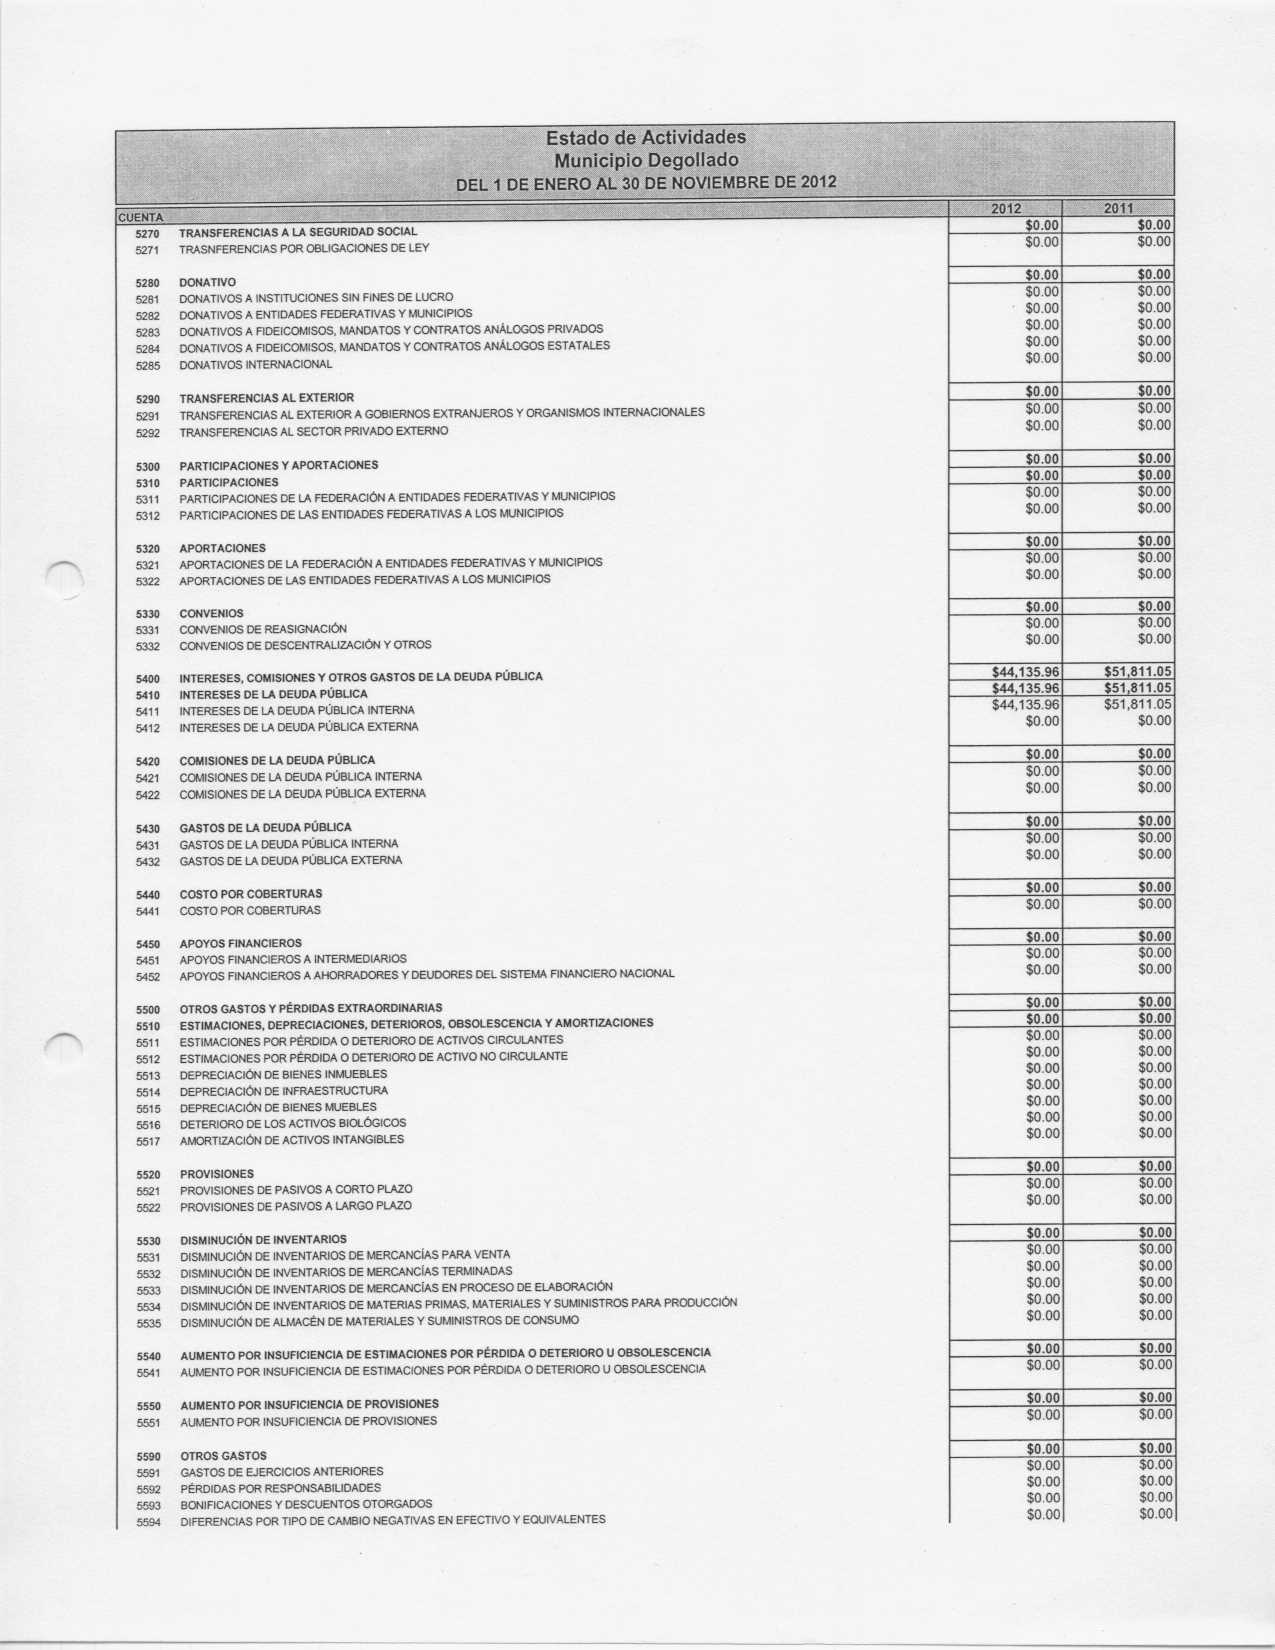 Estado de Actividades
Municipio Degollado
DEL 1 DE ENERO AL 30 DE NOVIEMBRE DE 2012
CUENTA 2012 2011
5270 TRANSFERENCIAS A LA SEGURIDAD SOCIAL $0.00 $0.00
5271 TRASNFERENCIAS POR OBLIGACIONES DE LEY $0.00 $0.00
5280 DONATIVO $0.00 $0.00
5281 DONATIVOS A INSTITUCIONES SIN FINES DE LUCRO $0.00 $0.00
5282 DONATIVOS A ENTIDADES FEDERATIVAS Y MUNICIPIOS $0.00 $0.00
5283 DONATIVOS A FIDEICOMISOS, MANDATOS Y CONTRATOS ANÁLOGOS PRIVADOS $0.00 $0.00
5284 DONATIVOS A FIDEICOMISOS, MANDATOS Y CONTRATOS ANÁLOGOS ESTATALES $0.00 $0.00
5285 DONATIVOS INTERNACIONAL $0.00 $0.00
5290 TRANSFERENCIAS AL EXTERIOR $0.00 $0.00
5291 TRANSFERENCIAS AL EXTERIOR A GOBIERNOS EXTRANJEROS Y ORGANISMOS INTERNACIONALES $0.00 $0.00
5292 TRANSFERENCIAS AL SECTOR PRIVADO EXTERNO $0.00 $0.00
5300 PARTICIPACIONES Y APORTACIONES $0.00 $0.00
5310 PARTICIPACIONES $0.00 $0.00
5311 PARTICIPACIONES DE LA FEDERACIÓN A ENTIDADES FEDERATIVAS Y MUNICIPIOS $0.00 $0.00
5312 PARTICIPACIONES DE LAS ENTIDADES FEDERATIVAS A LOS MUNICIPIOS $0.00 $0.00
5320 APORTACIONES $0.00 $0.00
5321 APORTACIONES DE LA FEDERACIÓN A ENTIDADES FEDERATIVAS Y MUNICIPIOS $0.00 $0.00
5322 APORTACIONES DE LAS ENTIDADES FEDERATIVAS A LOS MUNICIPIOS $0.00 $0.00
5330 CONVENIOS $0.00 $0.00
5331 CONVENIOS DE REASIGNACIÓN $0.00 $0.00
5332 CONVENIOS DE DESCENTRALIZACIÓN Y OTROS $0.00 $0.00
5400 INTERESES, COMISIONES Y OTROS GASTOS DE LA DEUDA PÚBLICA $44,135.96 $51,811.05
5410 INTERESES DE LA DEUDA PÚBLICA $44,135.96 $51,811.05
5411 INTERESES DE LA DEUDA PÚBLICA INTERNA $44,135.96 $51,811.05
5412 INTERESES DE LA DEUDA PÚBLICA EXTERNA $0.00 $0.00
5420 COMISIONES DE LA DEUDA PÚBLICA $0.00 $0.00
5421 COMISIONES DE LA DEUDA PÚBLICA INTERNA $0.00 $0.00
5422 COMISIONES DE LA DEUDA PÚBLICA EXTERNA $0.00 $0.00
5430 GASTOS DE LA DEUDA PÚBLICA $0.00 $0.00
5431 GASTOS DE LA DEUDA PÚBLICA INTERNA $0.00 $0.00
5432 GASTOS DE LA DEUDA PÚBLICA EXTERNA $0.00 $0.00
5440 COSTO POR COBERTURAS $0.00 $0.00
5441 COSTO POR COBERTURAS $0.00 $0.00
5450 APOYOS FINANCIEROS $0.00 $0.00
5451 APOYOS FINANCIEROS A INTERMEDIARIOS $0.00 $0.00
5452 APOYOS FINANCIEROS A AHORRADORES Y DEUDORES DEL SISTEMA FINANCIERO NACIONAL $0.00 $0.00
5500 OTROS GASTOS Y PÉRDIDAS EXTRAORDINARIAS $0.00 $0.00
5510 ESTIMACIONES, DEPRECIACIONES, DETERIOROS, OBSOLESCENCIA Y AMORTIZACIONES $0.00 $0.00
5511 ESTIMACIONES POR PÉRDIDA O DETERIORO DE ACTIVOS CIRCULANTES $0.00 $0.00
5512 ESTIMACIONES POR PÉRDIDA O DETERIORO DE ACTIVO NO CIRCULANTE $0.00 $0.00
5513 DEPRECIACIÓN DE BIENES INMUEBLES $0.00 $0.00
5514 DEPRECIACIÓN DE INFRAESTRUCTURA $0.00 $0.00
5515 DEPRECIACIÓN DE BIENES MUEBLES $0.00 $0.00
5516 DETERIORO DE LOS ACTIVOS BIOLÓGICOS $0.00 $0.00
5517 AMORTIZACIÓN DE ACTIVOS INTANGIBLES $0.00 $0.00
5520 PROVISIONES $0.00 $0.00
5521 PROVISIONES DE PASIVOS A CORTO PLAZO $0.00 $0.00
5522 PROVISIONES DE PASIVOS A LARGO PLAZO $0.00 $0.00
5530 DISMINUCIÓN DE INVENTARIOS $0.00 $0.00
5531 DISMINUCIÓN DE INVENTARIOS DE MERCANCÍAS PARA VENTA $0.00 $0.00
5532 DISMINUCIÓN DE INVENTARIOS DE MERCANCÍAS TERMINADAS $0.00 $0.00
5533 DISMINUCIÓN DE INVENTARIOS DE MERCANCÍAS EN PROCESO DE ELABORACIÓN $0.00 $0.00
5534 DISMINUCIÓN DE INVENTARIOS DE MATERIAS PRIMAS, MATERIALES Y SUMINISTROS PARA PRODUCCIÓN $0.00 $0.00
5535 DISMINUCIÓN DE ALMACÉN DE MATERIALES Y SUMINISTROS DE CONSUMO $0.00 $0.00
5540 AUMENTO POR INSUFICIENCIA DE ESTIMACIONES POR PÉRDIDA O DETERIORO U OBSOLESCENCIA $0.00 $0.00
5541 AUMENTO POR INSUFICIENCIA DE ESTIMACIONES POR PÉRDIDA O DETERIORO U OBSOLESCENCIA $0.00 $0.00
5550 AUMENTO POR INSUFICIENCIA DE PROVISIONES $0.00 $0.00
5551 AUMENTO POR INSUFICIENCIA DE PROVISIONES $0.00 $0.00
5590 OTROS GASTOS $0.00 $0.00
5591 GASTOS DE EJERCICIOS ANTERIORES $0.00 $0.00
5592 PÉRDIDAS POR RESPONSABILIDADES $0.00 $0.00
5593 BONIFICACIONES Y DESCUENTOS OTORGADOS $0.00 $0.00
5594 DIFERENCIAS POR TIPO DE CAMBIO NEGATIVAS EN EFECTIVO Y EQUIVALENTES $0.00 $0.00